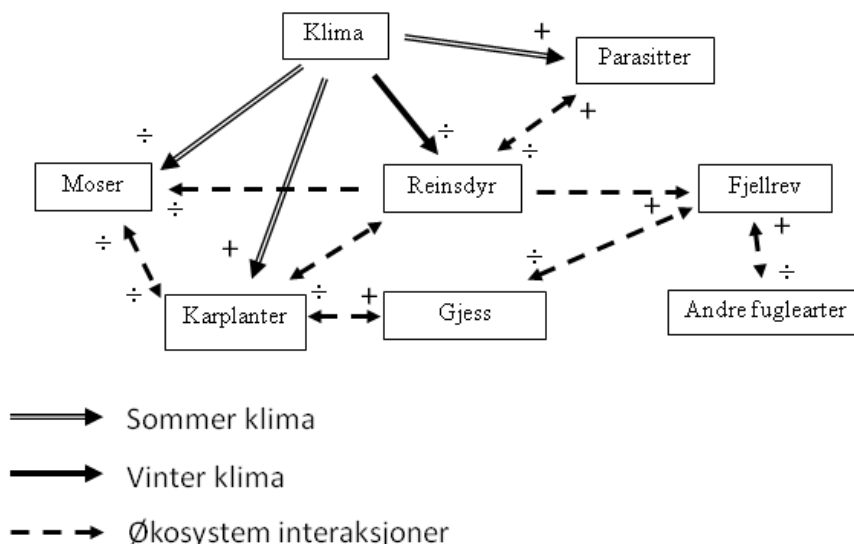 Klima
+
Parasitter
÷
+
÷
÷
Moser
Reinsdyr
Fjellrev
÷
+
+
÷
+
÷
÷
÷
÷
+
Karplanter
Gjess
Andre fuglearter
Sommer klima
Vinter klima
Økosystem interaksjoner